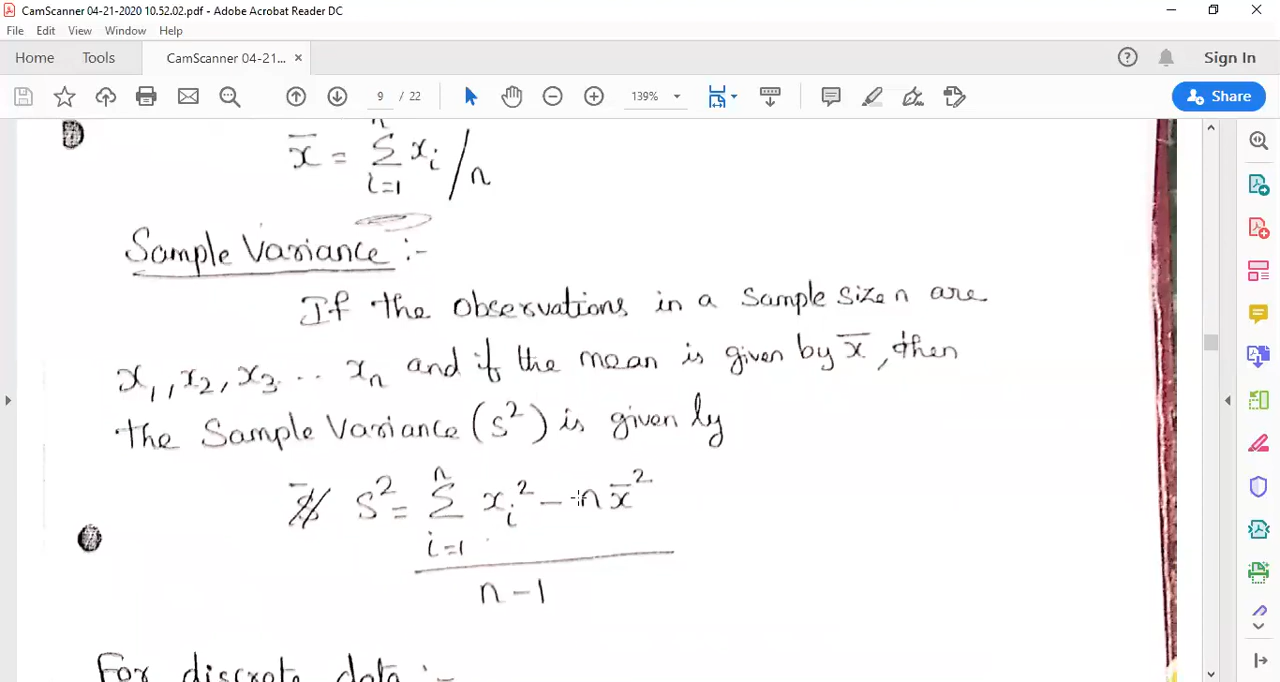 CamScanner 04-21-2020 10.52.02.pdf - Adobe Acrobat Reader DC
File Edit View Window Help
Home Tools CamScanner 04-21... × Sign In
9 / 22 139% Share
x̄ = n Σ i=1 xi / n
Sample Variance :-
If the observations in a sample size n are
x1, x2, x3 ... xn and if the mean is given by x̄, then
the Sample Variance (s²) is given by
S² = n Σ i=1 xi² - n x̄²
n - 1
For discrete data :-